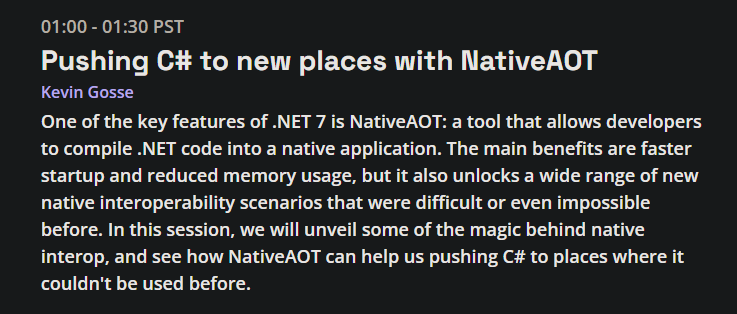 01:00 - 01:30 PST
Pushing C# to new places with NativeAOT
Kevin Gosse
One of the key features of .NET 7 is NativeAOT: a tool that allows developers
to compile .NET code into a native application. The main benefits are faster
startup and reduced memory usage, but it also unlocks a wide range of new
native interoperability scenarios that were difficult or even impossible
before. In this session, we will unveil some of the magic behind native
interop, and see how NativeAOT can help us pushing C# to places where it
couldn't be used before.